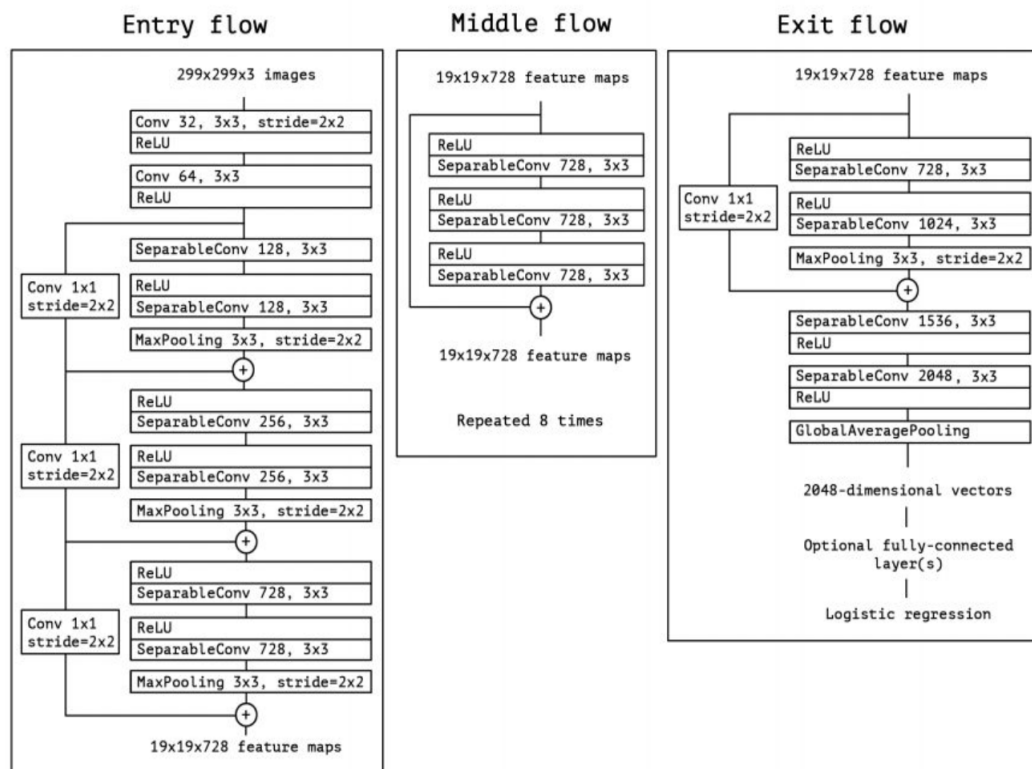 Entry flow
299x299x3 images
Conv 32, 3x3, stride=2x2
ReLU
Conv 64, 3x3
ReLU
SeparableConv 128, 3x3
Conv 1x1
stride=2x2
ReLU
SeparableConv 128, 3x3
MaxPooling 3x3, stride=2x2
+
ReLU
SeparableConv 256, 3x3
Conv 1x1
stride=2x2
ReLU
SeparableConv 256, 3x3
MaxPooling 3x3, stride=2x2
+
ReLU
SeparableConv 728, 3x3
Conv 1x1
stride=2x2
ReLU
SeparableConv 728, 3x3
MaxPooling 3x3, stride=2x2
+
19x19x728 feature maps
Middle flow
19x19x728 feature maps
ReLU
SeparableConv 728, 3x3
ReLU
SeparableConv 728, 3x3
ReLU
SeparableConv 728, 3x3
+
19x19x728 feature maps
Repeated 8 times
Exit flow
19x19x728 feature maps
ReLU
SeparableConv 728, 3x3
Conv 1x1
stride=2x2
ReLU
SeparableConv 1024, 3x3
MaxPooling 3x3, stride=2x2
+
SeparableConv 1536, 3x3
ReLU
SeparableConv 2048, 3x3
ReLU
GlobalAveragePooling
2048-dimensional vectors
Optional fully-connected
layer(s)
Logistic regression